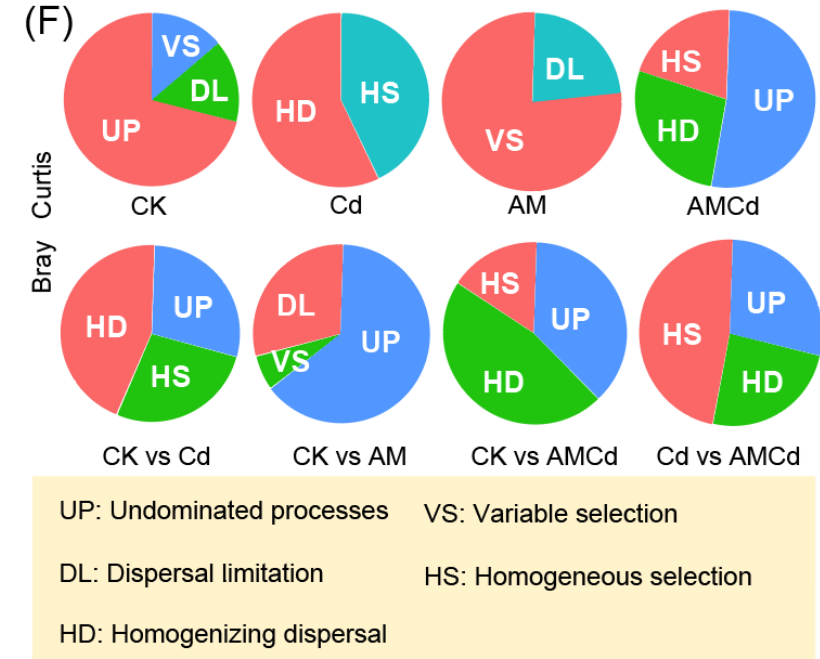 (F)
Bray Curtis
VS
DL
UP
CK
HD
HS
Cd
DL
VS
AM
HS
UP
HD
AMCd
HD
UP
HS
CK vs Cd
DL
VS
UP
CK vs AM
HS
UP
HD
CK vs AMCd
HS
UP
HD
Cd vs AMCd
UP: Undominated processes
VS: Variable selection
DL: Dispersal limitation
HS: Homogeneous selection
HD: Homogenizing dispersal